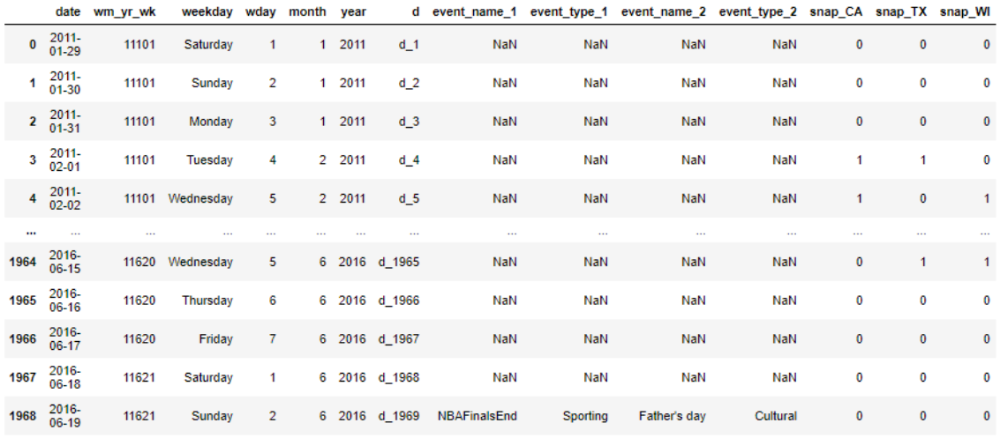 date wm_yr_wk weekday wday month year d event_name_1 event_type_1 event_name_2 event_type_2 snap_CA snap_TX snap_WI
0 2011-01-29 11101 Saturday 1 1 2011 d_1 NaN NaN NaN NaN 0 0 0
1 2011-01-30 11101 Sunday 2 1 2011 d_2 NaN NaN NaN NaN 0 0 0
2 2011-01-31 11101 Monday 3 1 2011 d_3 NaN NaN NaN NaN 0 0 0
3 2011-02-01 11101 Tuesday 4 2 2011 d_4 NaN NaN NaN NaN 1 1 0
4 2011-02-02 11101 Wednesday 5 2 2011 d_5 NaN NaN NaN NaN 1 0 1
... ... ... ... ... ... ... ... ... ... ... ... ... ... ...
1964 2016-06-15 11620 Wednesday 5 6 2016 d_1965 NaN NaN NaN NaN 0 1 1
1965 2016-06-16 11620 Thursday 6 6 2016 d_1966 NaN NaN NaN NaN 0 0 0
1966 2016-06-17 11620 Friday 7 6 2016 d_1967 NaN NaN NaN NaN 0 0 0
1967 2016-06-18 11621 Saturday 1 6 2016 d_1968 NaN NaN NaN NaN 0 0 0
1968 2016-06-19 11621 Sunday 2 6 2016 d_1969 NBAFinalsEnd Sporting Father's day Cultural 0 0 0